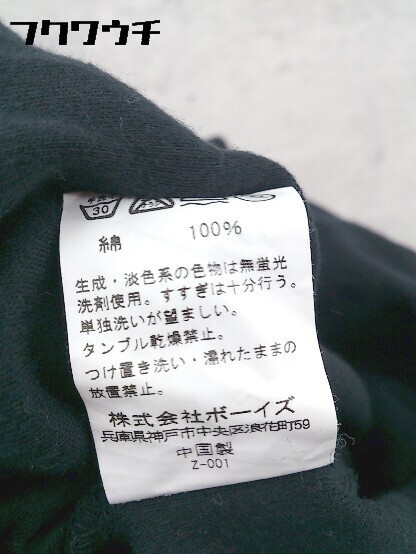 フクワウチ
30
綿 100%
生成・淡色系の色物は無蛍光
洗剤使用。すすぎは十分行う。
単独洗いが望ましい。
タンブル乾燥禁止。
つけ置き洗い・濡れたままの
放置禁止。
株式会社ボーイズ
兵庫県神戸市中央区浪花町59
中国製
Z-001